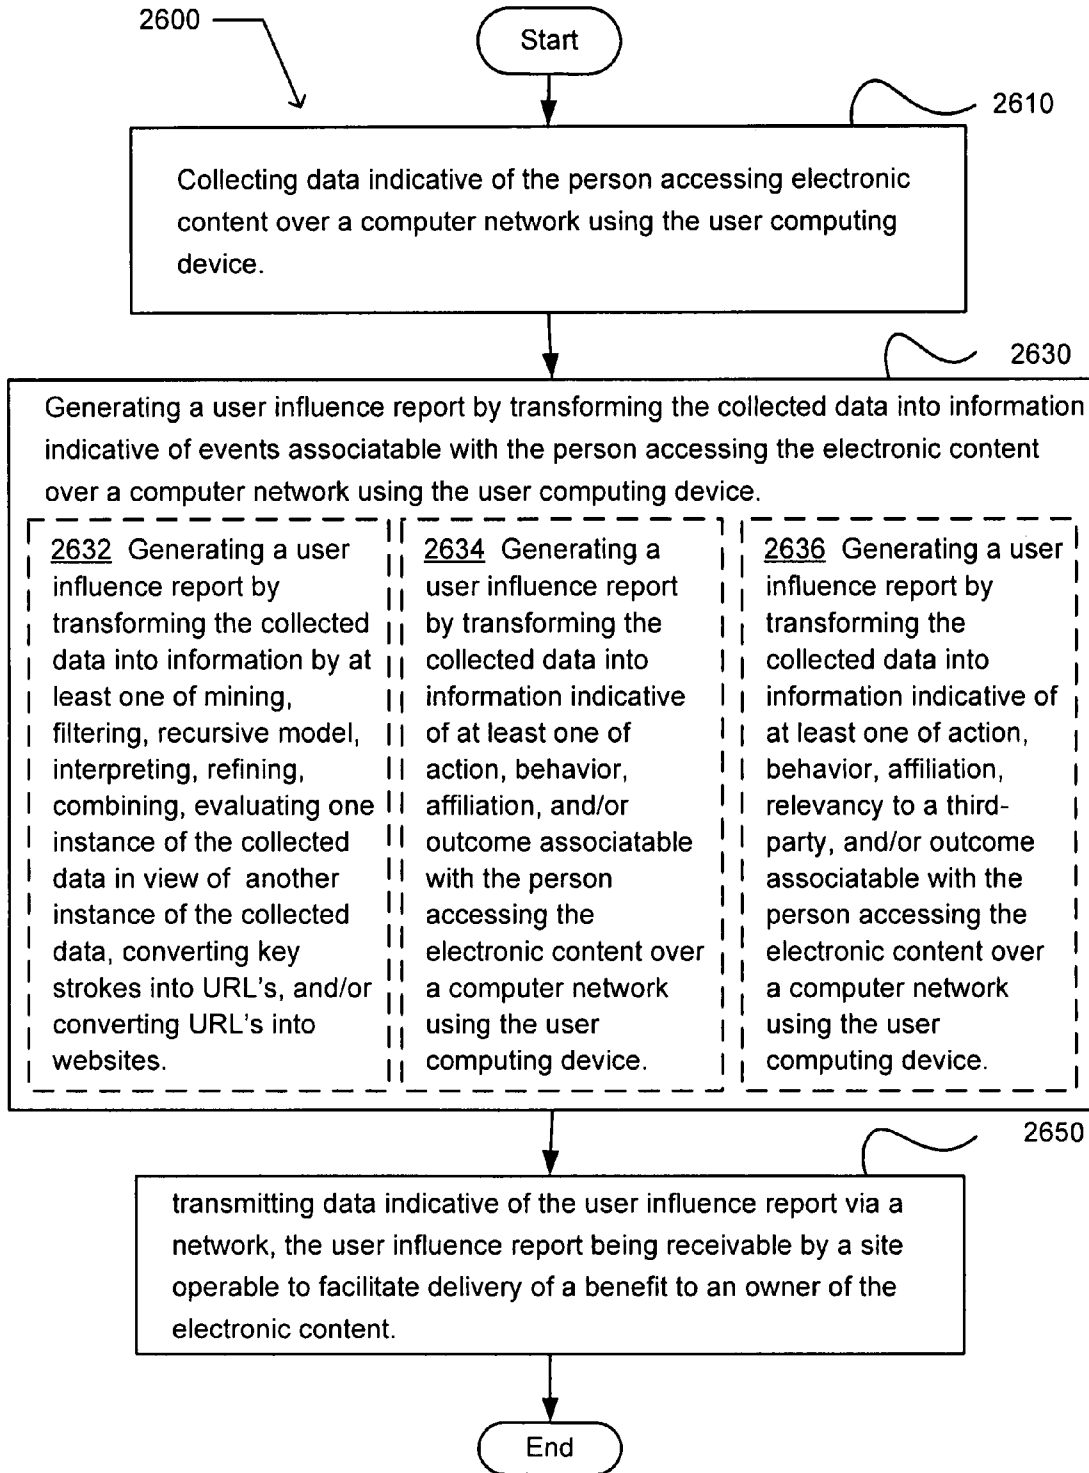 2600
Start
2610
Collecting data indicative of the person accessing electronic
content over a computer network using the user computing
device.
2630
Generating a user influence report by transforming the collected data into information
indicative of events associatable with the person accessing the electronic content
over a computer network using the user computing device.
2632 Generating a user
influence report by
transforming the collected
data into information by at
least one of mining,
filtering, recursive model,
interpreting, refining,
combining, evaluating one
instance of the collected
data in view of another
instance of the collected
data, converting key
strokes into URL's, and/or
converting URL's into
websites.
2634 Generating a
user influence report
by transforming the
collected data into
information indicative
of at least one of
action, behavior,
affiliation, and/or
outcome associatable
with the person
accessing the
electronic content over
a computer network
using the user
computing device.
2636 Generating a user
influence report by
transforming the
collected data into
information indicative of
at least one of action,
behavior, affiliation,
relevancy to a third-
party, and/or outcome
associatable with the
person accessing the
electronic content over
a computer network
using the user
computing device.
2650
transmitting data indicative of the user influence report via a
network, the user influence report being receivable by a site
operable to facilitate delivery of a benefit to an owner of the
electronic content.
End